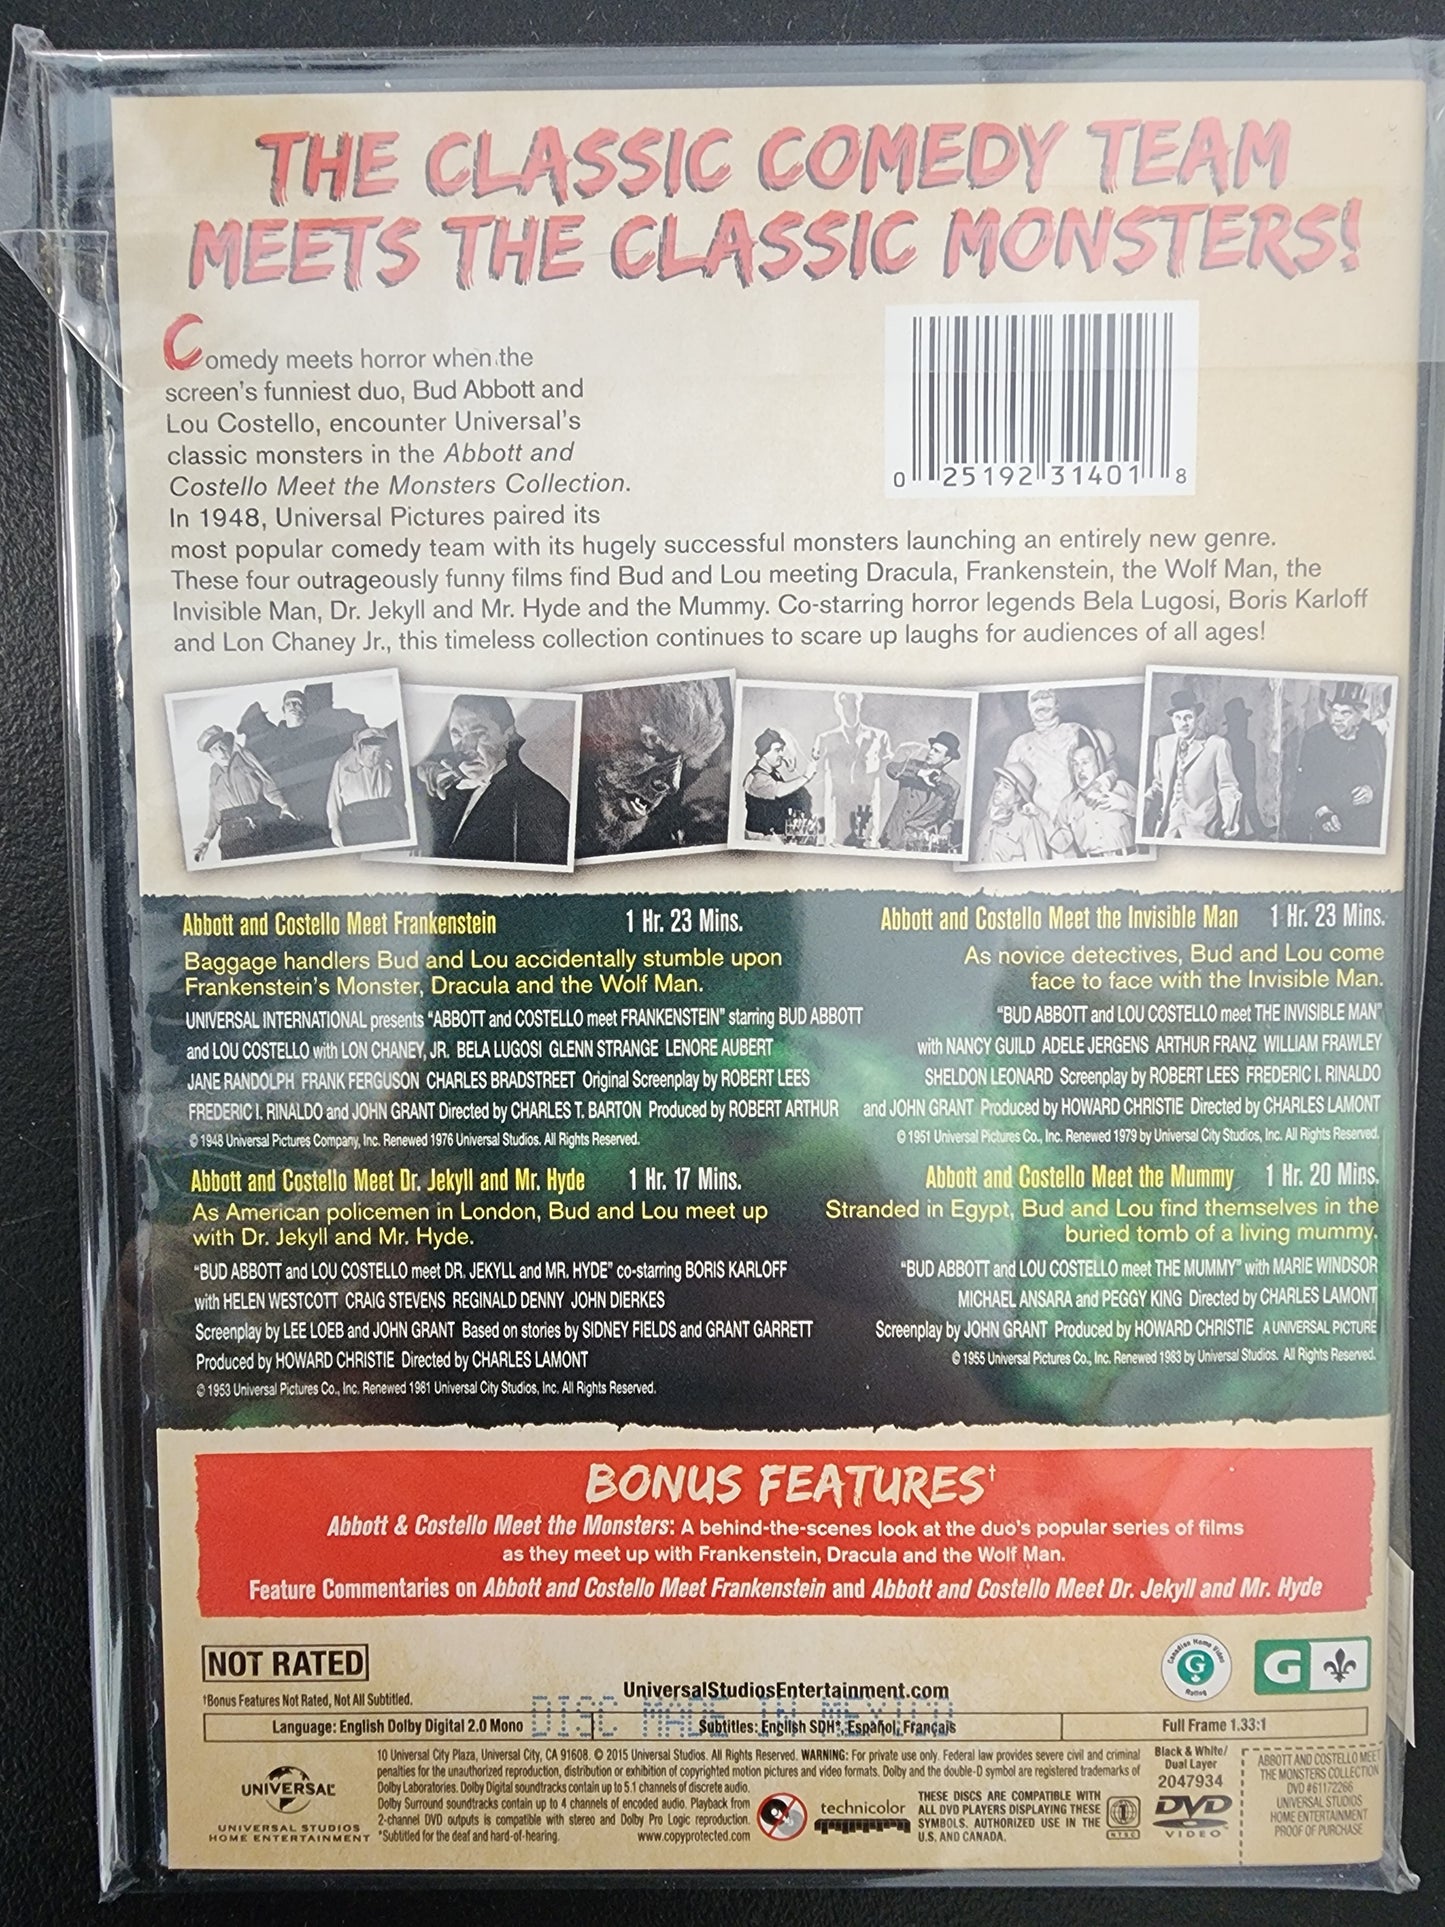 THE CLASSIC COMEDY TEAM
MEETS THE CLASSIC MONSTERS!
Comedy meets horror when the
screen's funniest duo, Bud Abbott and
Lou Costello, encounter Universal's
classic monsters in the Abbott and
Costello Meet the Monsters Collection.
In 1948, Universal Pictures paired its
most popular comedy team with its hugely successful monsters launching an entirely new genre.
These four outrageously funny films find Bud and Lou meeting Dracula, Frankenstein, the Wolf Man, the
Invisible Man, Dr. Jekyll and Mr. Hyde and the Mummy. Co-starring horror legends Bela Lugosi, Boris Karloff
and Lon Chaney Jr., this timeless collection continues to scare up laughs for audiences of all ages!
0 25192 31401 8
Abbott and Costello Meet Frankenstein 1 Hr. 23 Mins.
Baggage handlers Bud and Lou accidentally stumble upon
Frankenstein's Monster, Dracula and the Wolf Man.
UNIVERSAL INTERNATIONAL presents "ABBOTT and COSTELLO meet FRANKENSTEIN" starring BUD ABBOTT
and LOU COSTELLO with LON CHANEY, JR. BELA LUGOSI GLENN STRANGE LENORE AUBERT
JANE RANDOLPH FRANK FERGUSON CHARLES BRADSTREET Original Screenplay by ROBERT LEES
FREDERIC I. RINALDO and JOHN GRANT Directed by CHARLES T. BARTON Produced by ROBERT ARTHUR
© 1948 Universal Pictures Company, Inc. Renewed 1976 Universal Studios. All Rights Reserved.
Abbott and Costello Meet the Invisible Man 1 Hr. 23 Mins.
As novice detectives, Bud and Lou come
face to face with the Invisible Man.
"BUD ABBOTT and LOU COSTELLO meet THE INVISIBLE MAN"
with NANCY GUILD ADELE JERGENS ARTHUR FRANZ WILLIAM FRAWLEY
SHELDON LEONARD Screenplay by ROBERT LEES FREDERIC I. RINALDO
and JOHN GRANT Produced by HOWARD CHRISTIE Directed by CHARLES LAMONT
© 1951 Universal Pictures Co., Inc. Renewed 1979 by Universal City Studios, Inc. All Rights Reserved.
Abbott and Costello Meet Dr. Jekyll and Mr. Hyde 1 Hr. 17 Mins.
As American policemen in London, Bud and Lou meet up
with Dr. Jekyll and Mr. Hyde.
"BUD ABBOTT and LOU COSTELLO meet DR. JEKYLL and MR. HYDE" co-starring BORIS KARLOFF
with HELEN WESTCOTT CRAIG STEVENS REGINALD DENNY JOHN DIERKES
Screenplay by LEE LOEB and JOHN GRANT Based on stories by SIDNEY FIELDS and GRANT GARRETT
Produced by HOWARD CHRISTIE Directed by CHARLES LAMONT
© 1953 Universal Pictures Co., Inc. Renewed 1981 Universal City Studios, Inc. All Rights Reserved.
Abbott and Costello Meet the Mummy 1 Hr. 20 Mins.
Stranded in Egypt, Bud and Lou find themselves in the
buried tomb of a living mummy.
"BUD ABBOTT and LOU COSTELLO meet THE MUMMY" with MARIE WINDSOR
MICHAEL ANSARA and PEGGY KING Directed by CHARLES LAMONT
Screenplay by JOHN GRANT Produced by HOWARD CHRISTIE A UNIVERSAL PICTURE
© 1955 Universal Pictures Co., Inc. Renewed 1983 by Universal Studios. All Rights Reserved.
BONUS FEATURES†
Abbott & Costello Meet the Monsters: A behind-the-scenes look at the duo's popular series of films
as they meet up with Frankenstein, Dracula and the Wolf Man.
Feature Commentaries on Abbott and Costello Meet Frankenstein and Abbott and Costello Meet Dr. Jekyll and Mr. Hyde
NOT RATED
†Bonus Features Not Rated, Not All Subtitled.
UniversalStudiosEntertainment.com
Canadian Home Video
G
Rating
G
DISC MADE IN MEXICO
Language: English Dolby Digital 2.0 Mono
Subtitles: English SDH*, Español, Français
Full Frame 1.33:1
UNIVERSAL
UNIVERSAL STUDIOS
HOME ENTERTAINMENT
10 Universal City Plaza, Universal City, CA 91608. © 2015 Universal Studios. All Rights Reserved. WARNING: For private use only. Federal law provides severe civil and criminal
penalties for the unauthorized reproduction, distribution or exhibition of copyrighted motion pictures and video formats. Dolby and the double-D symbol are registered trademarks of
Dolby Laboratories. Dolby Digital soundtracks contain up to 5.1 channels of discrete audio.
Dolby Surround soundtracks contain up to 4 channels of encoded audio. Playback from
2-channel DVD outputs is compatible with stereo and Dolby Pro Logic reproduction.
*Subtitled for the deaf and hard-of-hearing. www.copyprotected.com
technicolor
THESE DISCS ARE COMPATIBLE WITH
ALL DVD PLAYERS DISPLAYING THESE
SYMBOLS. AUTHORIZED USE IN THE
U.S. AND CANADA.
1
NTSC
Black & White/
Dual Layer
2047934
DVD
VIDEO
ABBOTT AND COSTELLO MEET
THE MONSTERS COLLECTION
DVD #61172266
UNIVERSAL STUDIOS
HOME ENTERTAINMENT
PROOF OF PURCHASE